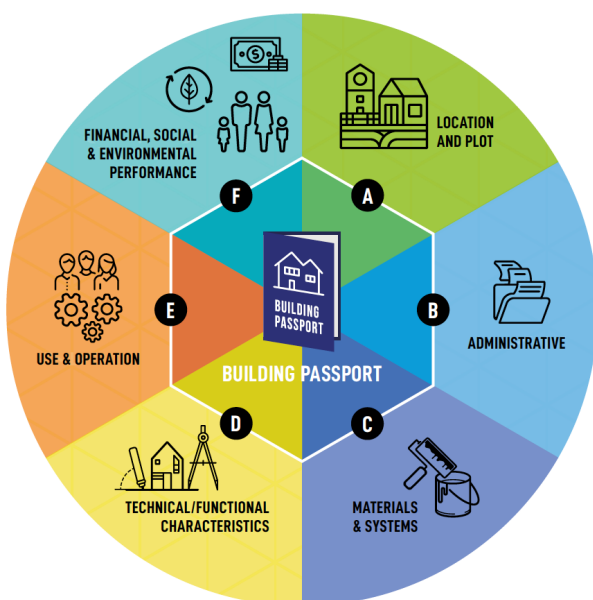 FINANCIAL, SOCIAL
& ENVIRONMENTAL
PERFORMANCE
F
LOCATION
AND PLOT
A
ADMINISTRATIVE
B
MATERIALS
& SYSTEMS
C
TECHNICAL/FUNCTIONAL
CHARACTERISTICS
D
USE & OPERATION
E
BUILDING
PASSPORT
BUILDING PASSPORT
$